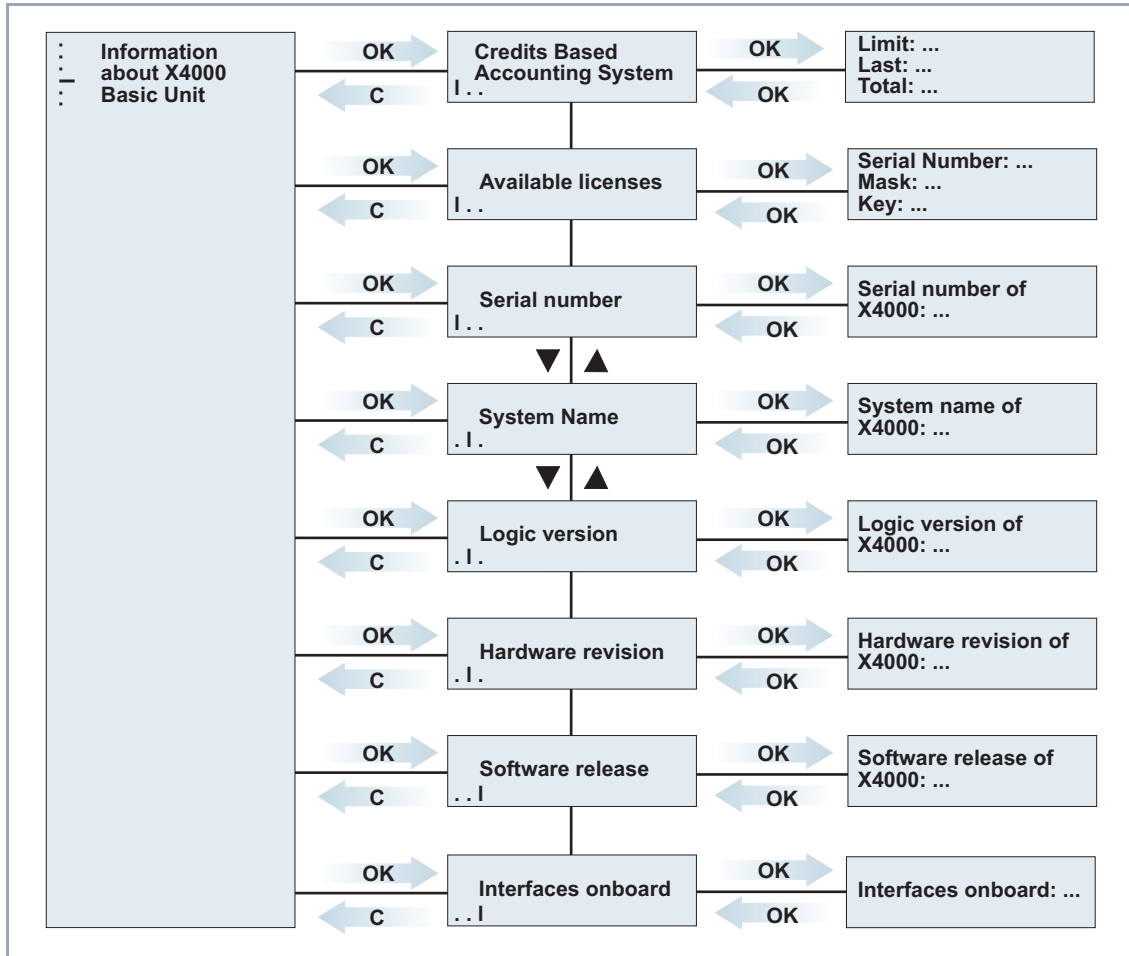 Information
about X4000
Basic Unit
OK
C
Credits Based
Accounting System
I . .
OK
OK
Limit: ...
Last: ...
Total: ...
OK
C
Available licenses
I . .
OK
OK
Serial Number: ...
Mask: ...
Key: ...
OK
C
Serial number
I . .
OK
OK
Serial number of
X4000: ...
OK
C
System Name
. I .
OK
OK
System name of
X4000: ...
OK
C
Logic version
. I .
OK
OK
Logic version of
X4000: ...
OK
C
Hardware revision
. I .
OK
OK
Hardware revision of
X4000: ...
OK
C
Software release
. . I
OK
OK
Software release of
X4000: ...
OK
C
Interfaces onboard
. . I
OK
OK
Interfaces onboard: ...